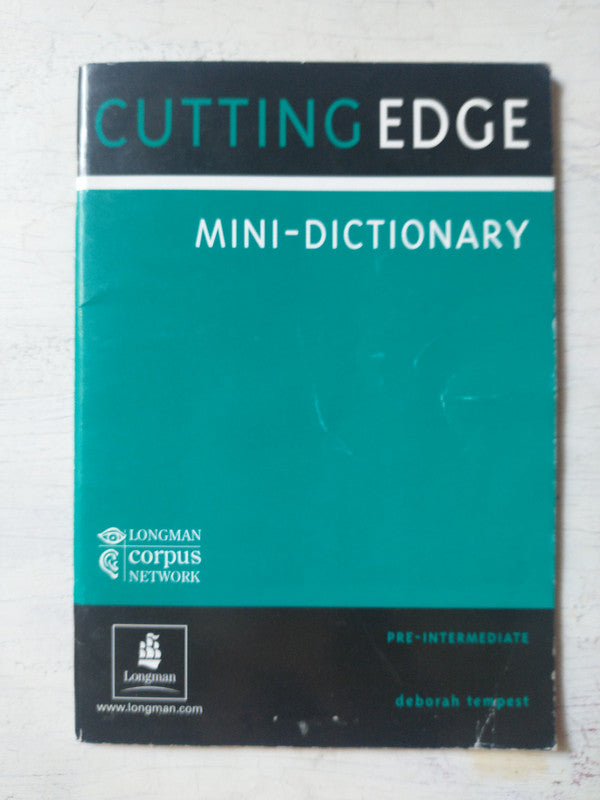 CUTTING EDGE
MINI-DICTIONARY
LONGMAN
corpus
NETWORK
PRE-INTERMEDIATE
Longman
deborah tempest
www.longman.com